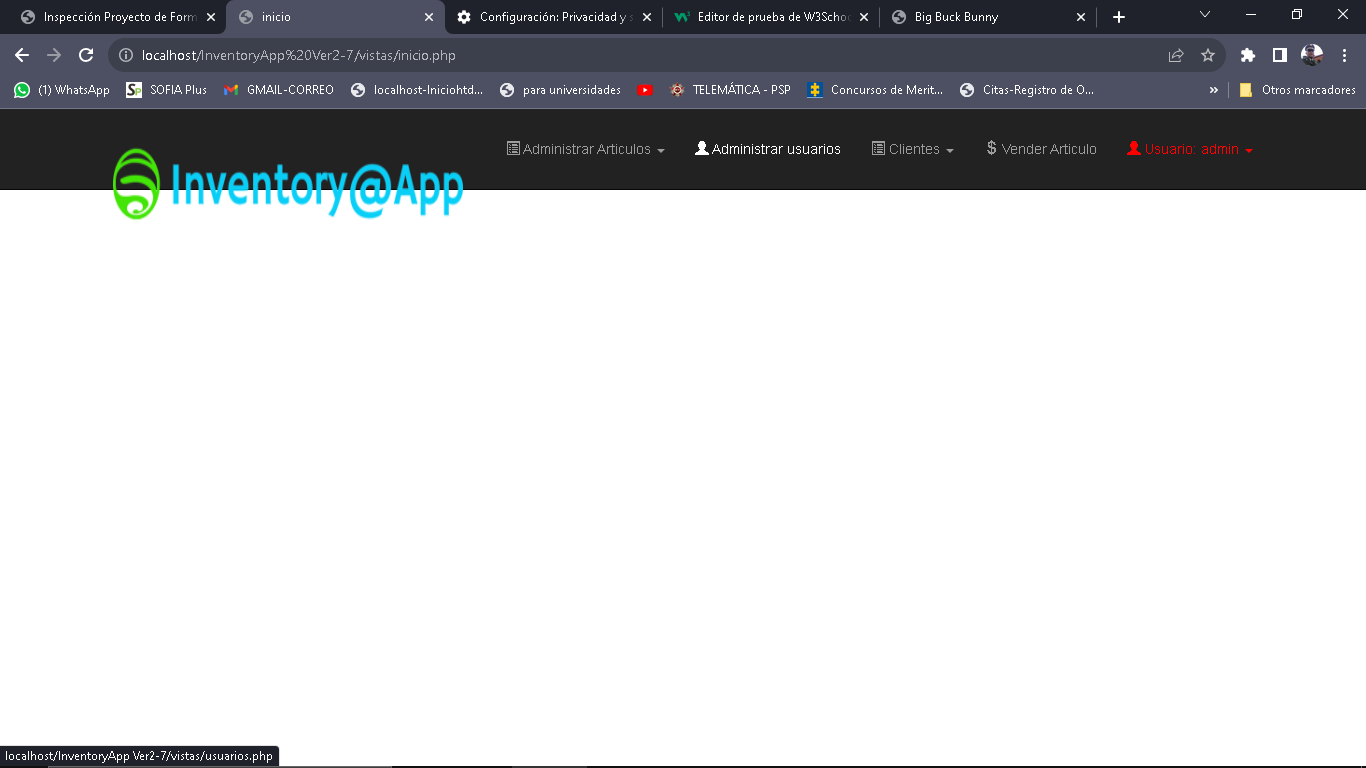 Inspección Proyecto de Form
inicio
Configuración: Privacidad y s
Editor de prueba de W3Schoo
Big Buck Bunny
localhost/InventoryApp%20Ver2-7/vistas/inicio.php
(1) WhatsApp
SOFIA Plus
GMAIL-CORREO
localhost-Iniciohtd...
para universidades
TELEMÁTICA - PSP
Concursos de Merit...
Citas-Registro de O...
»
Otros marcadores
Administrar Articulos
Administrar usuarios
Clientes
$ Vender Articulo
Usuario: admin
Inventory@App
localhost/InventoryApp Ver2-7/vistas/usuarios.php